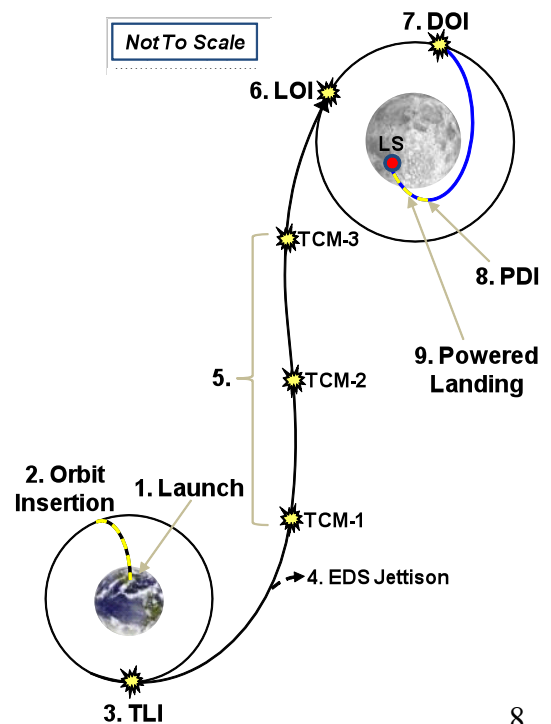 Not To Scale
7. DOI
6. LOI
LS
TCM-3
8. PDI
9. Powered
Landing
5.
TCM-2
2. Orbit
Insertion
1. Launch
TCM-1
4. EDS Jettison
3. TLI
8